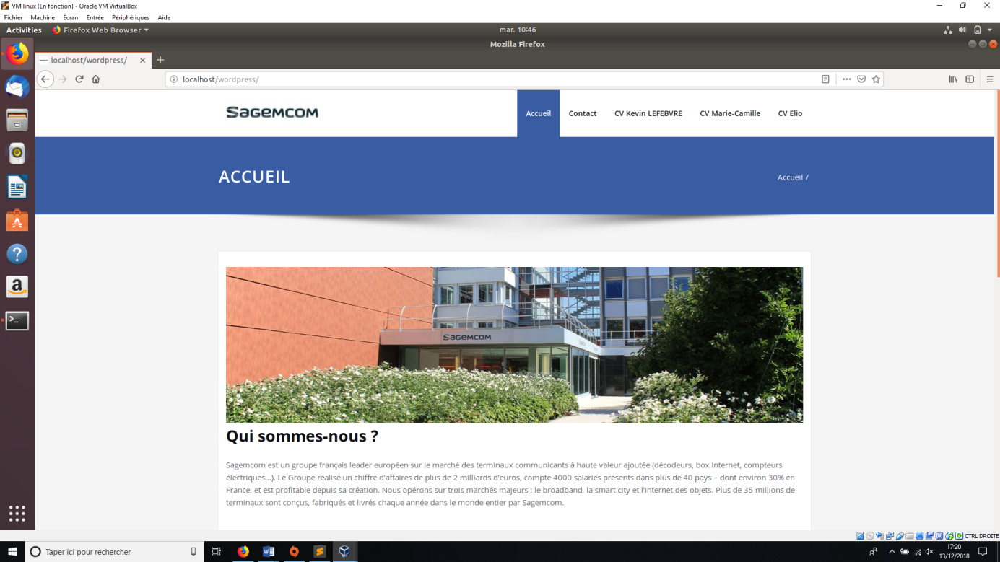 VM linux [En fonction] - Oracle VM VirtualBox
Fichier Machine Écran Entrée Périphériques Aide
Activities Firefox Web Browser mar. 10:46
Mozilla Firefox
localhost/wordpress/
localhost/wordpress/
Sagemcom
Accueil Contact CV Kevin LEFEBVRE CV Marie-Camille CV Elio
ACCUEIL
Accueil /
Sagemcom
Qui sommes-nous ?
Sagemcom est un groupe français leader européen sur le marché des terminaux communicants à haute valeur ajoutée (décodeurs, box Internet, compteurs
électriques…). Le Groupe réalise un chiffre d'affaires de plus de 2 milliards d'euros, compte 4000 salariés présents dans plus de 40 pays – dont environ 30% en
France, et est profitable depuis sa création. Nous opérons sur trois marchés majeurs : le broadband, la smart city et l'internet des objets. Plus de 35 millions de
terminaux sont conçus, fabriqués et livrés chaque année dans le monde entier par Sagemcom.
CTRL DROITE
Taper ici pour rechercher
17:20
13/12/2018